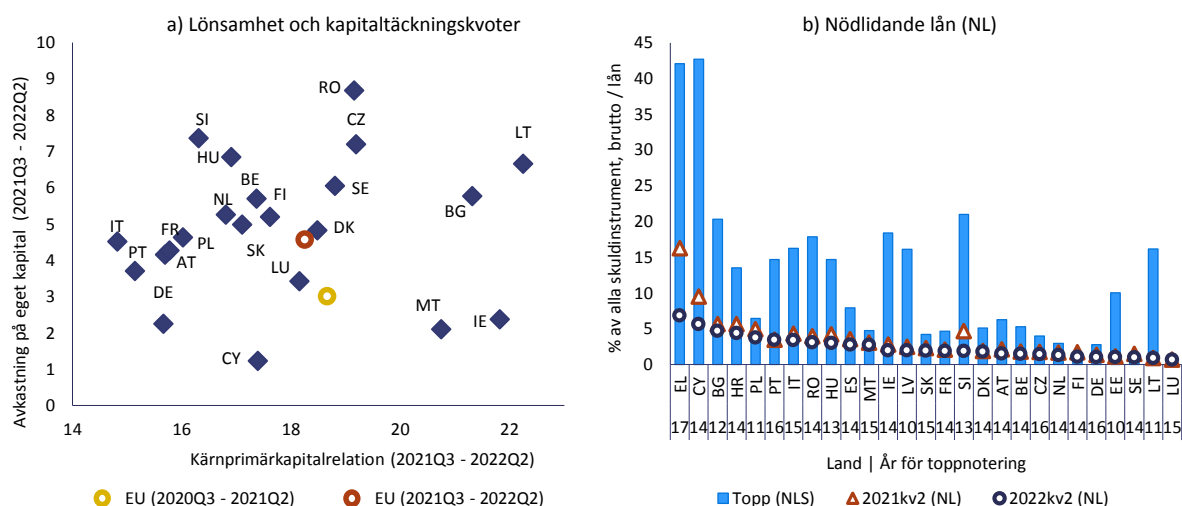 a) Lönsamhet och kapitaltäckningskvoter
Avkastning på eget kapital (2021Q3 - 2022Q2)
10
9
8
7
6
5
4
3
2
1
0
RO
SI
CZ
LT
HU
BE
FI
SE
BG
NL
IT
FR
PL
SK
DK
PT
AT
LU
DE
MT
IE
CY
14
16
18
20
22
Kärnprimärkapitalrelation (2021Q3 - 2022Q2)
EU (2020Q3 - 2021Q2)
EU (2021Q3 - 2022Q2)
b) Nödlidande lån (NL)
% av alla skuldinstrument, brutto / lån
45
40
35
30
25
20
15
10
5
0
EL CY BG HR PL PT IT RO HU ES MT IE LV SK FR SI DK AT BE CZ NL FI DE EE SE LT LU
17 14 12 14 11 16 15 14 13 14 14 14 10 15 14 13 14 14 14 14 14 14 16 10 14 11 15
Land | År för toppnotering
Topp (NLS)
2021kv2 (NL)
2022kv2 (NL)